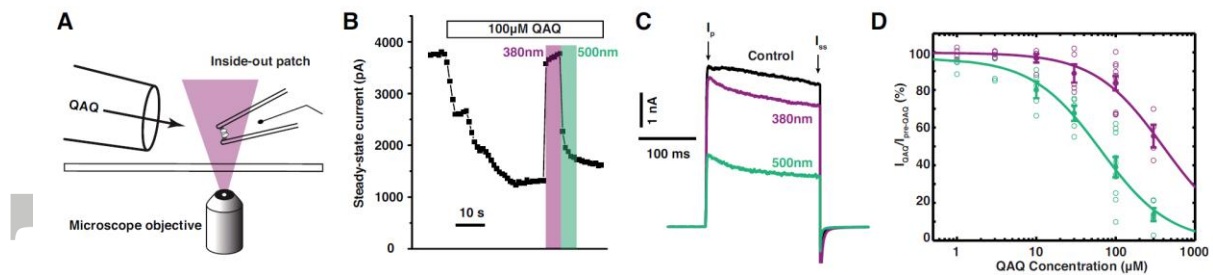 A
QAQ
Inside-out patch
Microscope objective
B
100µM QAQ
380nm
500nm
Steady-state current (pA)
4000
3000
2000
1000
0
10 s
C
Ip
Iss
Control
380nm
500nm
1 nA
100 ms
D
IQAQ/Ipre-QAQ (%)
100
80
60
40
20
0
1
10
100
1000
QAQ Concentration (µM)